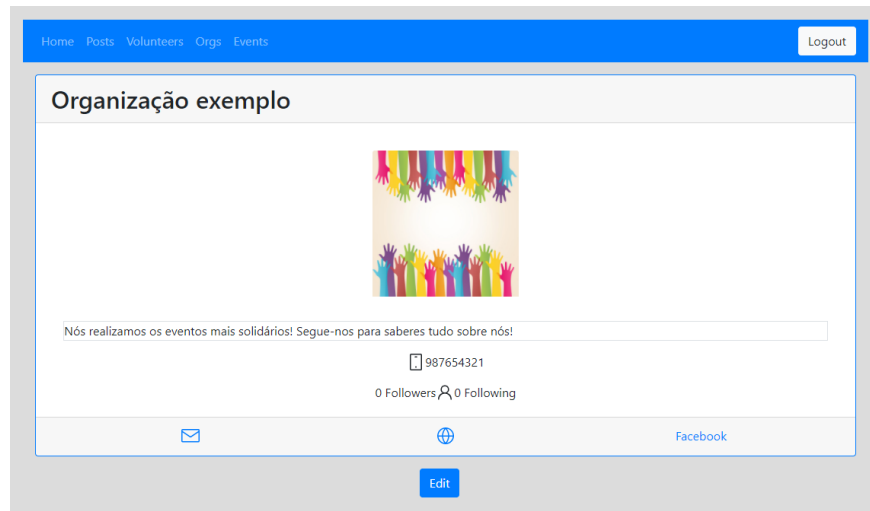 Home Posts Volunteers Orgs Events Logout
Organização exemplo
Nós realizamos os eventos mais solidários! Segue-nos para saberes tudo sobre nós!
987654321
0 Followers 0 Following
Facebook
Edit